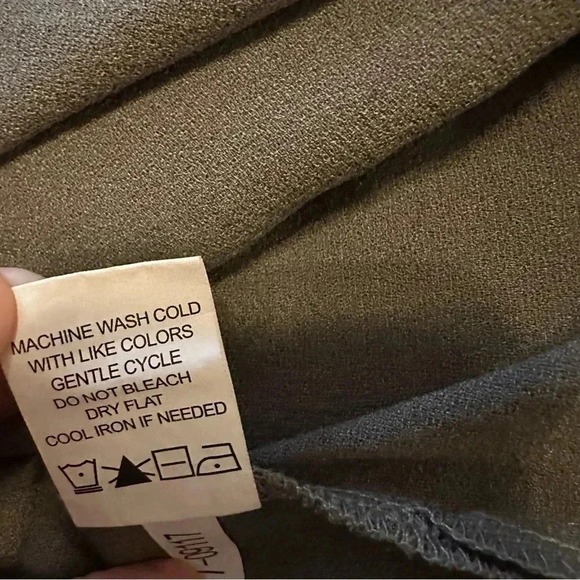 MACHINE WASH COLD
WITH LIKE COLORS
GENTLE CYCLE
DO NOT BLEACH
DRY FLAT
COOL IRON IF NEEDED